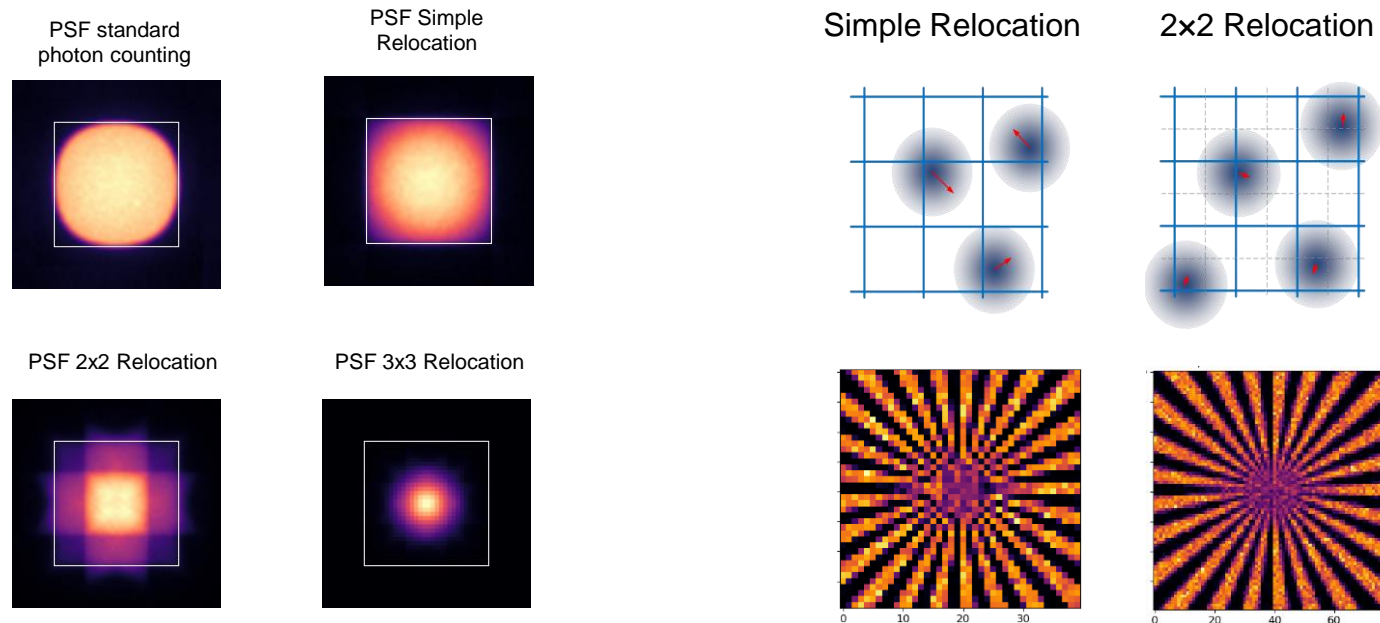 PSF standard
photon counting
PSF Simple
Relocation
Simple Relocation
2×2 Relocation
PSF 2x2 Relocation
PSF 3x3 Relocation
0 10 20 30
0 20 40 60